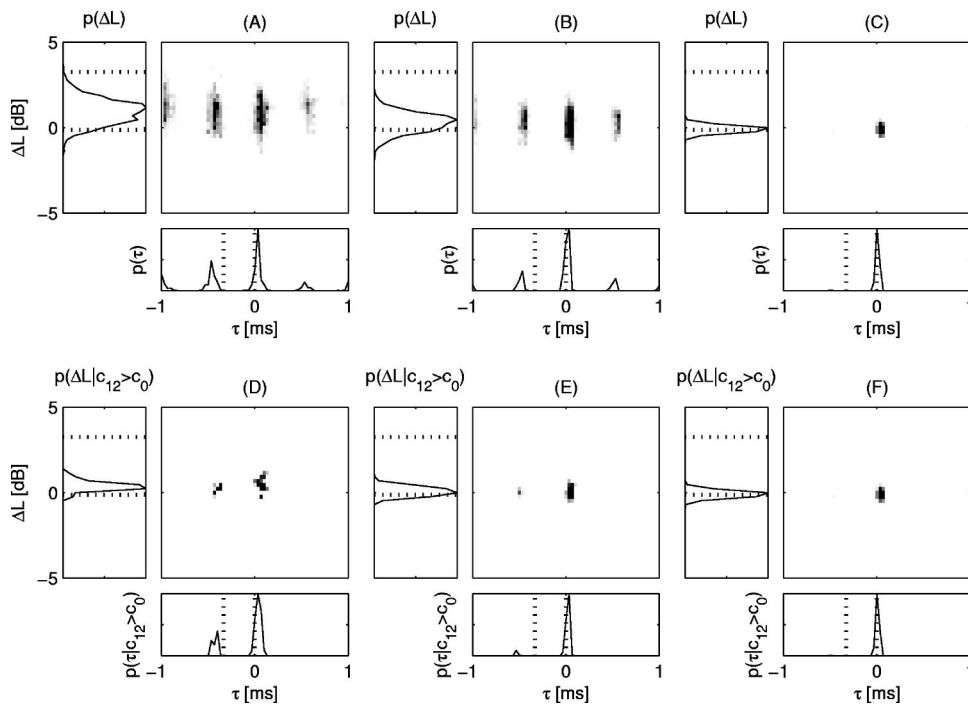 p(ΔL) (A) p(ΔL) (B) p(ΔL) (C)
5
ΔL [dB] 0
−5
p(τ) p(τ) p(τ)
−1 0 1 −1 0 1 −1 0 1
τ [ms] τ [ms] τ [ms]
p(ΔL|c12>c0) (D) p(ΔL|c12>c0) (E) p(ΔL|c12>c0) (F)
5
ΔL [dB] 0
−5
p(τ|c12>c0) p(τ|c12>c0) p(τ|c12>c0)
−1 0 1 −1 0 1 −1 0 1
τ [ms] τ [ms] τ [ms]